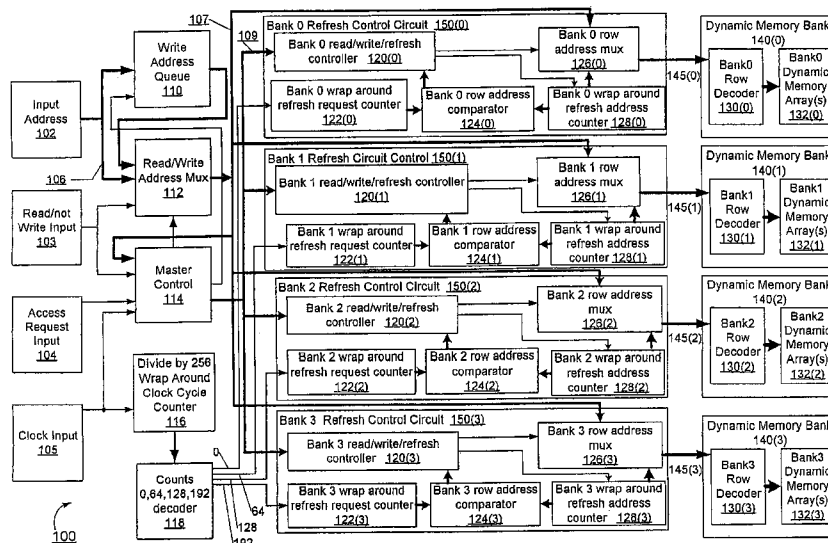 107
109
106
Write
Address
Queue
110
Input
Address
102
Read/Write
Address Mux
112
Read/not
Write Input
103
Master
Control
114
Access
Request
Input
104
Divide by 256
Wrap Around
Clock Cycle
Counter
116
Clock Input
105
Counts
0,64,128,192
decoder
118
0
64
128
192
100
Bank 0 Refresh Control Circuit 150(0)
Bank 0 read/write/refresh
controller 120(0)
Bank 0 row
address mux
126(0)
Bank 0 wrap around
refresh request counter
122(0)
Bank 0 row address
comparator
124(0)
Bank 0 wrap around
refresh address
counter 128(0)
145(0)
Dynamic Memory Bank
140(0)
Bank0
Row
Decoder
130(0)
Bank0
Dynamic
Memory
Array(s)
132(0)
Bank 1 Refresh Circuit Control 150(1)
Bank 1 read/write/refresh controller
120(1)
Bank 1 row
address mux
126(1)
Bank 1 wrap around
refresh request counter
122(1)
Bank 1 row address
comparator
124(1)
Bank 1 wrap around
refresh address
counter 128(1)
145(1)
Dynamic Memory Bank
140(1)
Bank1
Row
Decoder
130(1)
Bank1
Dynamic
Memory
Array(s)
132(1)
Bank 2 Refresh Control Circuit 150(2)
Bank 2 read/write/refresh
controller 120(2)
Bank 2 row address
mux
126(2)
Bank 2 wrap around
refresh request counter
122(2)
Bank 2 row address
comparator
124(2)
Bank 2 wrap around
refresh address
counter 128(2)
145(2)
Dynamic Memory Bank
140(2)
Bank2
Row
Decoder
130(2)
Bank2
Dynamic
Memory
Array(s)
132(2)
Bank 3 Refresh Control Circuit 150(3)
Bank 3 read/write/refresh
controller 120(3)
Bank 3 row address
mux
126(3)
Bank 3 wrap around
refresh request counter
122(3)
Bank 3 row address
comparator
124(3)
Bank 3 wrap around
refresh address
counter 128(3)
145(3)
Dynamic Memory Bank
140(3)
Bank3
Row
Decoder
130(3)
Bank3
Dynamic
Memory
Array(s)
132(3)